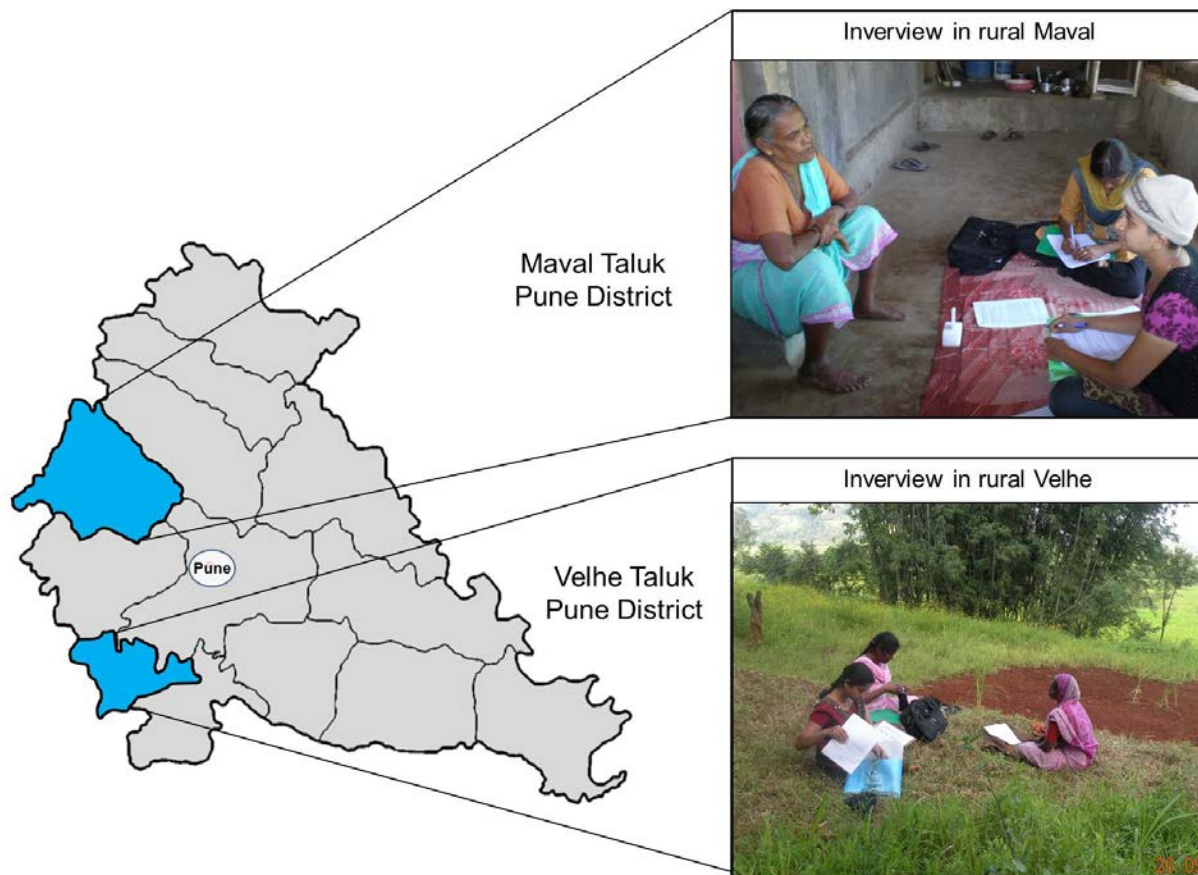 Inverview in rural Maval
Maval Taluk
Pune District
Pune
Inverview in rural Velhe
Velhe Taluk
Pune District